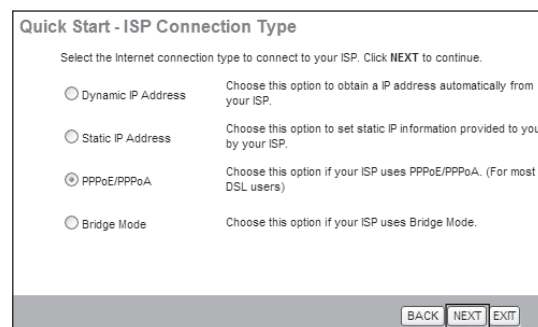 Quick Start - ISP Connection Type
Select the Internet connection type to connect to your ISP. Click NEXT to continue.
Dynamic IP Address
Choose this option to obtain a IP address automatically from
your ISP.
Static IP Address
Choose this option to set static IP information provided to you
by your ISP.
PPPoE/PPPoA
Choose this option if your ISP uses PPPoE/PPPoA. (For most
DSL users)
Bridge Mode
Choose this option if your ISP uses Bridge Mode.
BACK NEXT EXIT